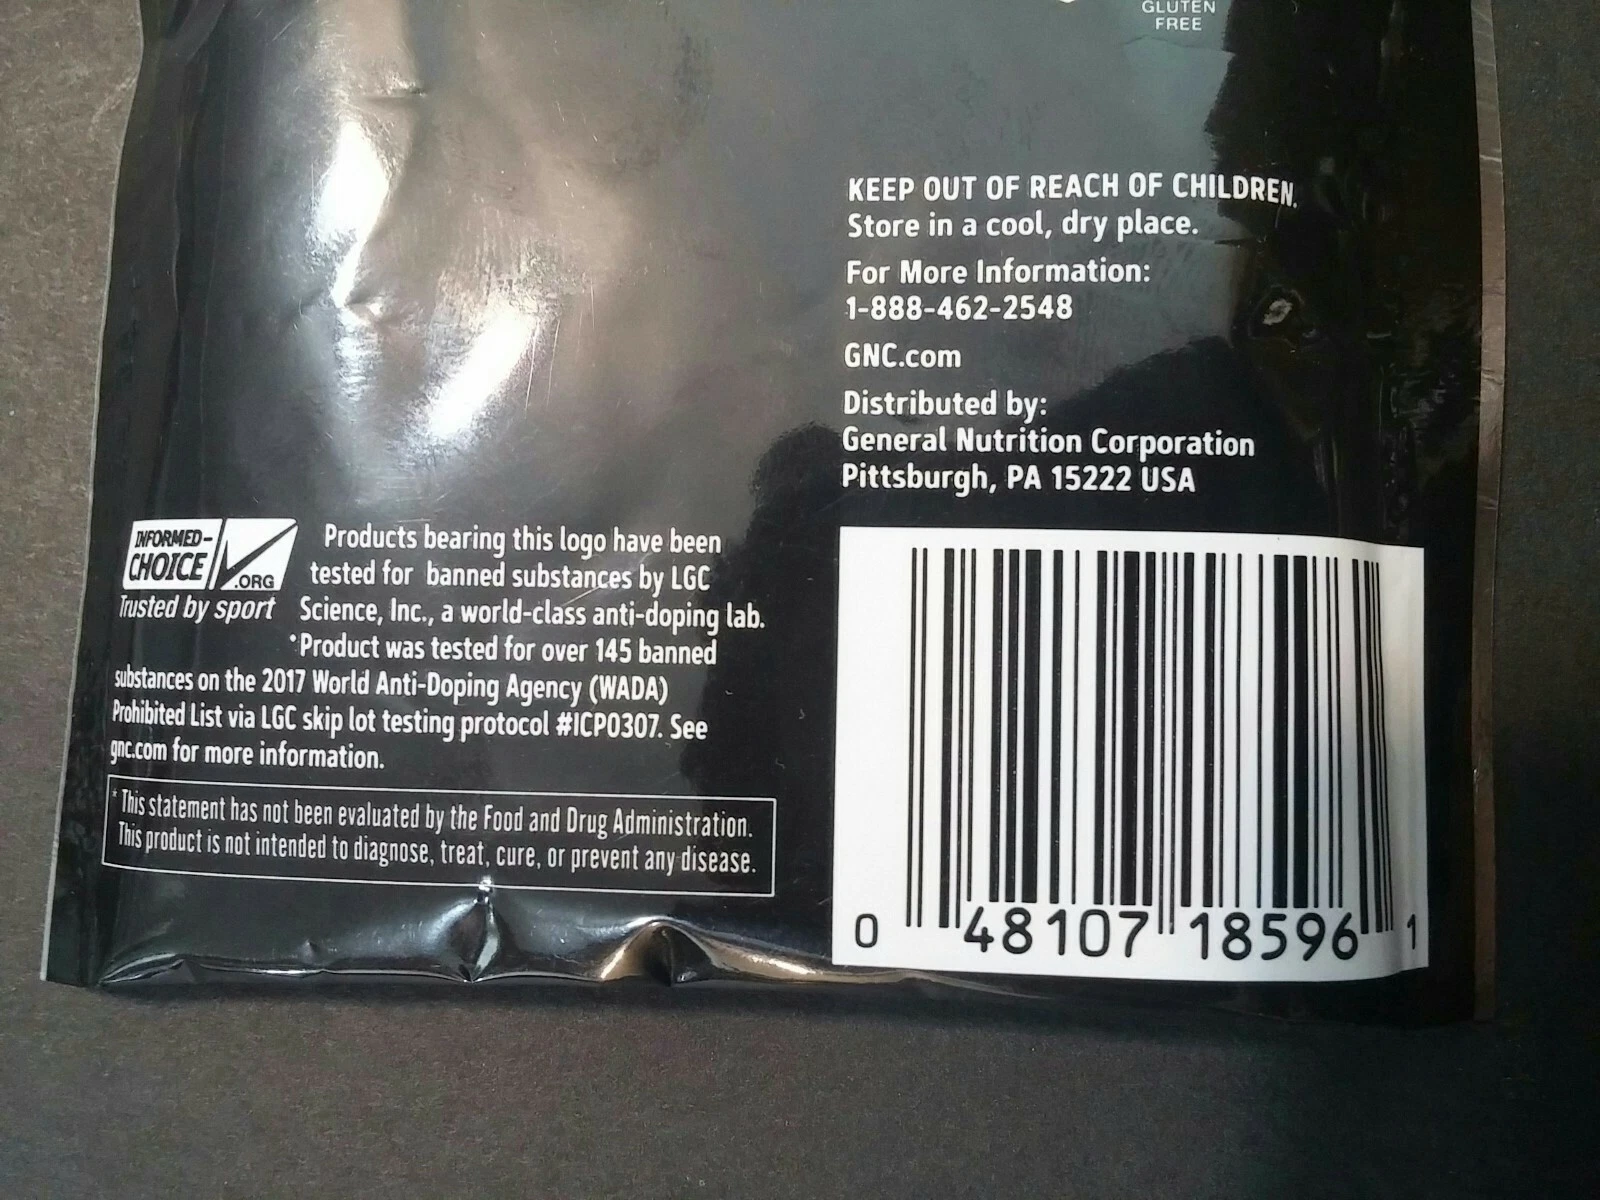 GLUTEN
FREE
KEEP OUT OF REACH OF CHILDREN.
Store in a cool, dry place.
For More Information:
1-888-462-2548
GNC.com
Distributed by:
General Nutrition Corporation
Pittsburgh, PA 15222 USA
INFORMED-
CHOICE
.ORG
Trusted by sport
Products bearing this logo have been
tested for banned substances by LGC
Science, Inc., a world-class anti-doping lab.
*Product was tested for over 145 banned
substances on the 2017 World Anti-Doping Agency (WADA)
Prohibited List via LGC skip lot testing protocol #ICP0307. See
gnc.com for more information.
*This statement has not been evaluated by the Food and Drug Administration.
This product is not intended to diagnose, treat, cure, or prevent any disease.
0 48107 18596 1